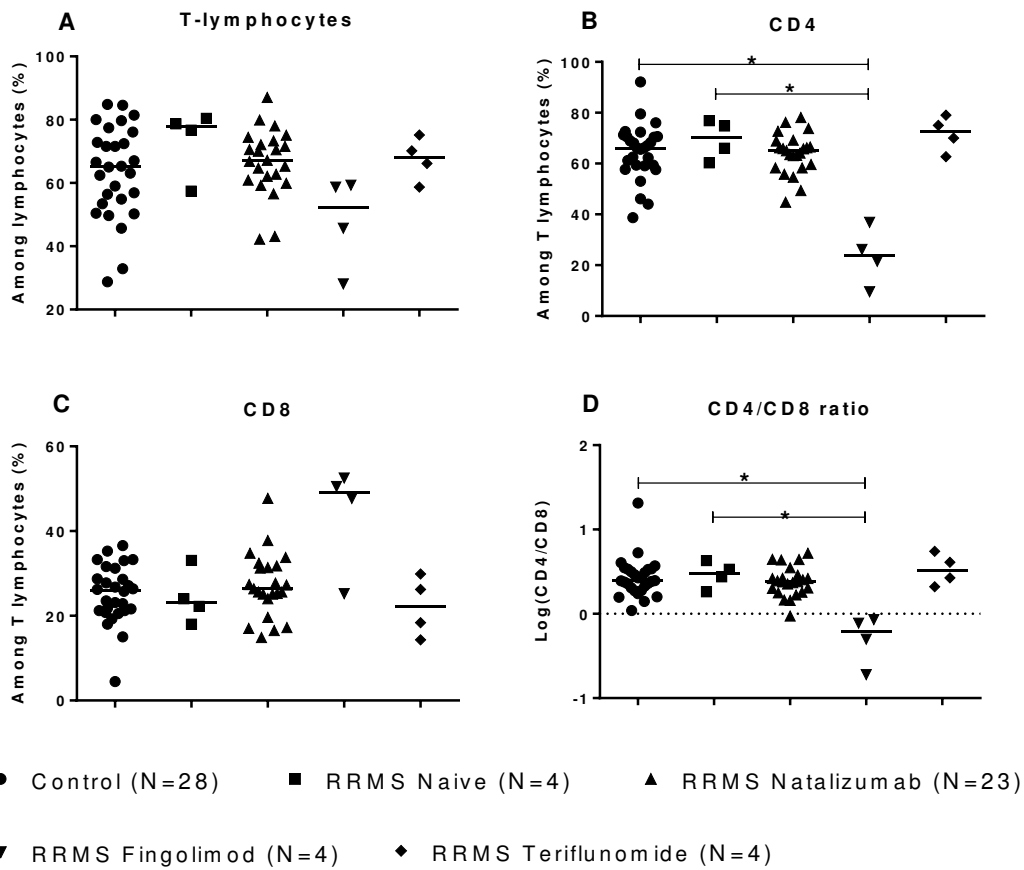 A
T-lymphocytes
Among lymphocytes (%)
100
80
60
40
20
B
CD4
Among T lymphocytes (%)
100
80
60
40
20
0
*
*
C
CD8
Among T lymphocytes (%)
60
40
20
0
D
CD4/CD8 ratio
Log(CD4/CD8)
2
1
0
-1
*
*
Control (N=28)
RRMS Naive (N=4)
RRMS Natalizumab (N=23)
RRMS Fingolimod (N=4)
RRMS Teriflunomide (N=4)